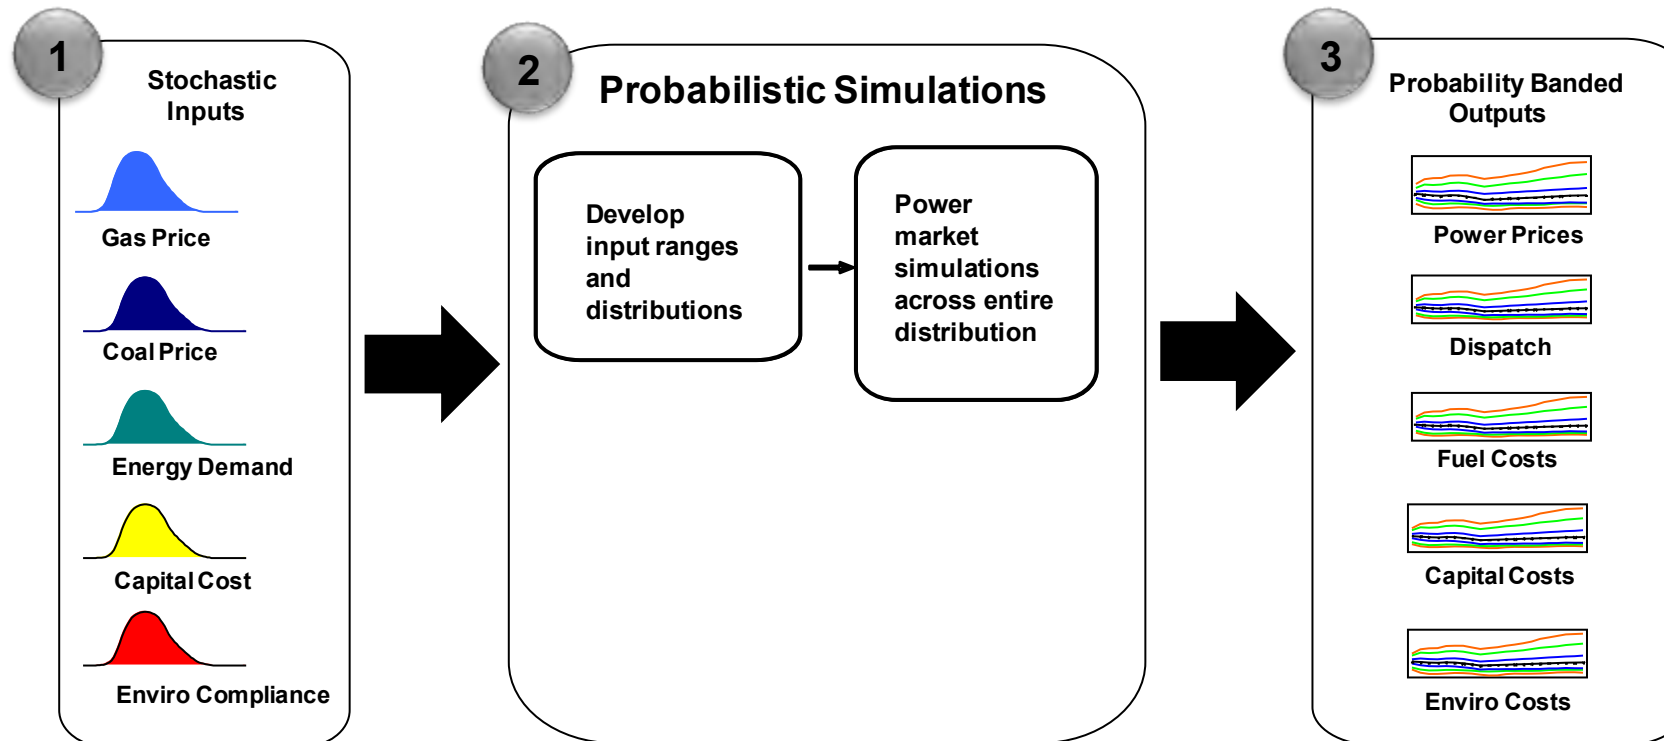 1
Stochastic
Inputs
Gas Price
Coal Price
Energy Demand
Capital Cost
Enviro Compliance
2
Probabilistic Simulations
Develop
input ranges
and
distributions
Power
market
simulations
across entire
distribution
3
Probability Banded
Outputs
Power Prices
Dispatch
Fuel Costs
Capital Costs
Enviro Costs